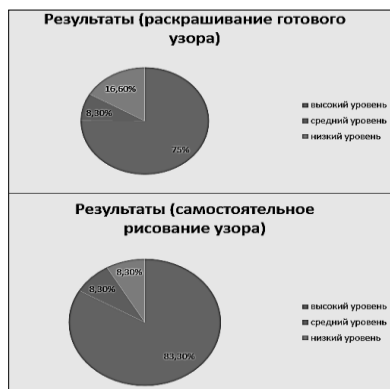 Результаты (раскрашивание готового
узора)
16,60%
8,30%
75%
высокий уровень
средний уровень
низкий уровень
Результаты (самостоятельное
рисование узора)
8,30%
8,30%
83,30%
высокий уровень
средний уровень
низкий уровень